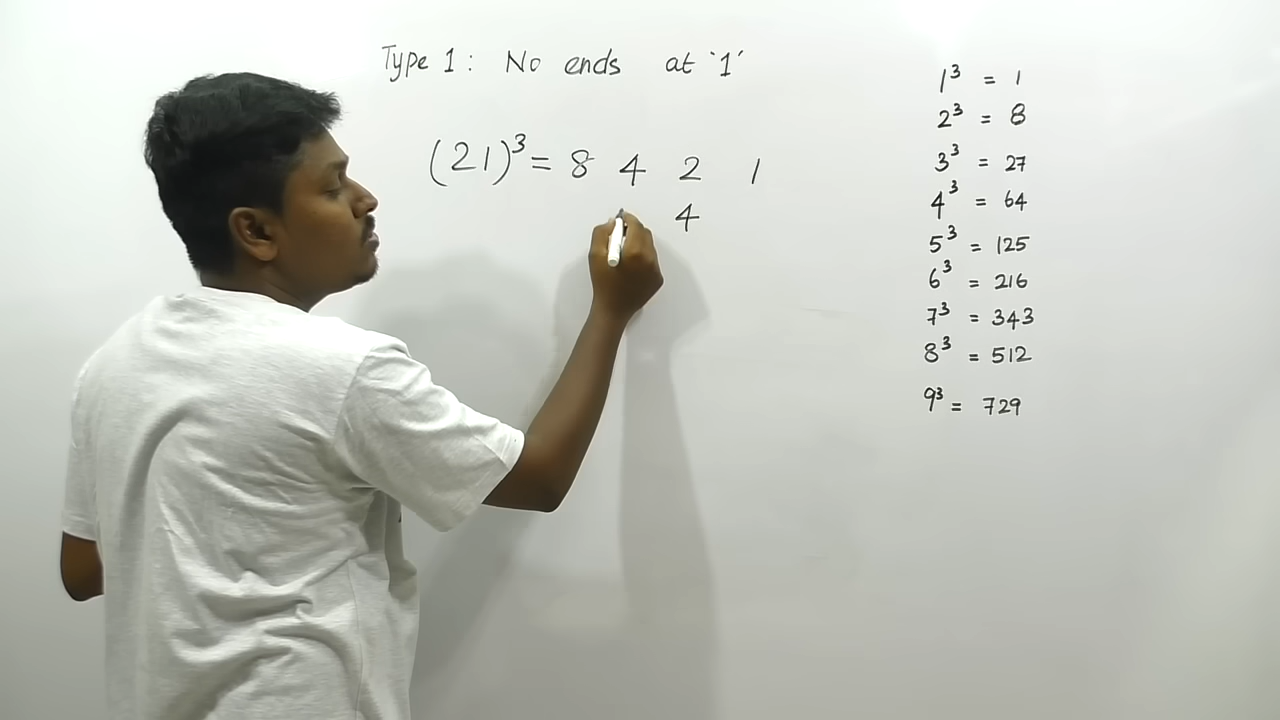 Type 1 : No ends at '1'
(21)³ = 8 4 2 1
4
1³ = 1
2³ = 8
3³ = 27
4³ = 64
5³ = 125
6³ = 216
7³ = 343
8³ = 512
9³ = 729